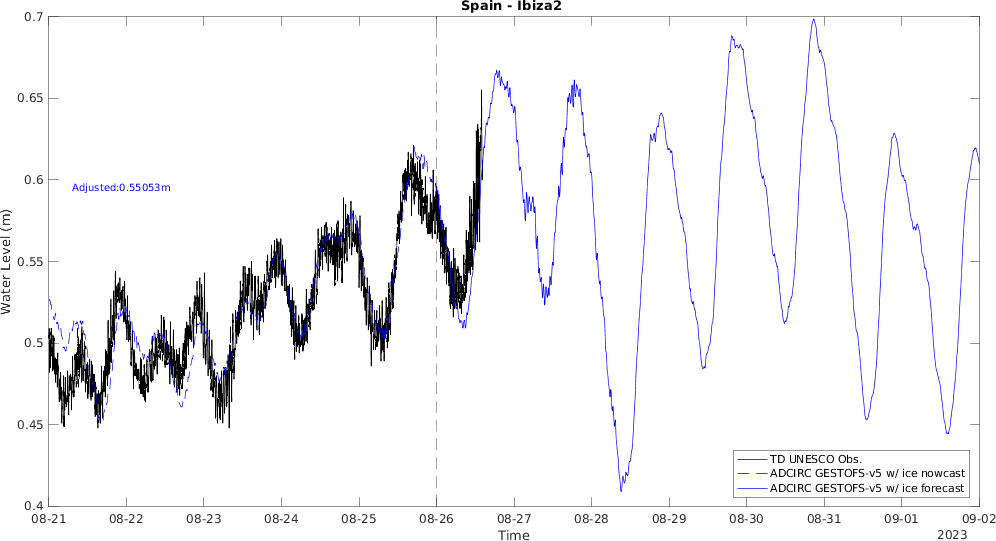 Spain - Ibiza2
Water Level (m)
0.7
0.65
0.6
0.55
0.5
0.45
0.4
Adjusted:0.55053m
TD UNESCO Obs.
ADCIRC GESTOFS-v5 w/ ice nowcast
ADCIRC GESTOFS-v5 w/ ice forecast
08-21 08-22 08-23 08-24 08-25 08-26 08-27 08-28 08-29 08-30 08-31 09-01 09-02
Time
2023